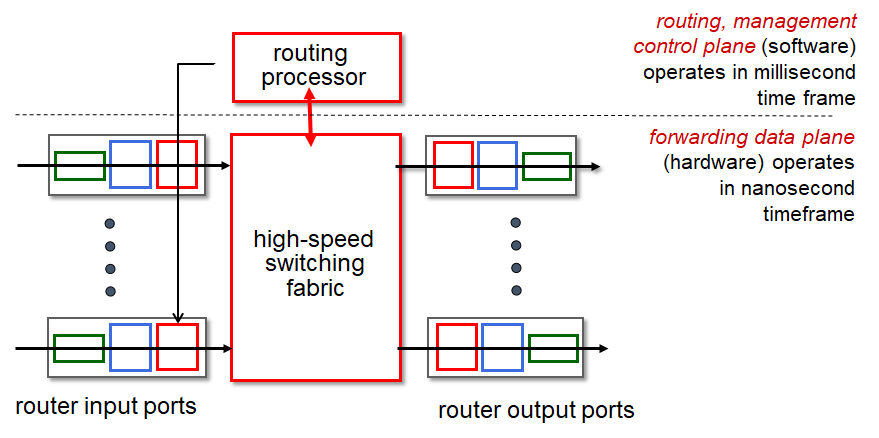 routing
processor
routing, management
control plane (software)
operates in millisecond
time frame
forwarding data plane
(hardware) operates
in nanosecond
timeframe
high-speed
switching
fabric
router input ports
router output ports